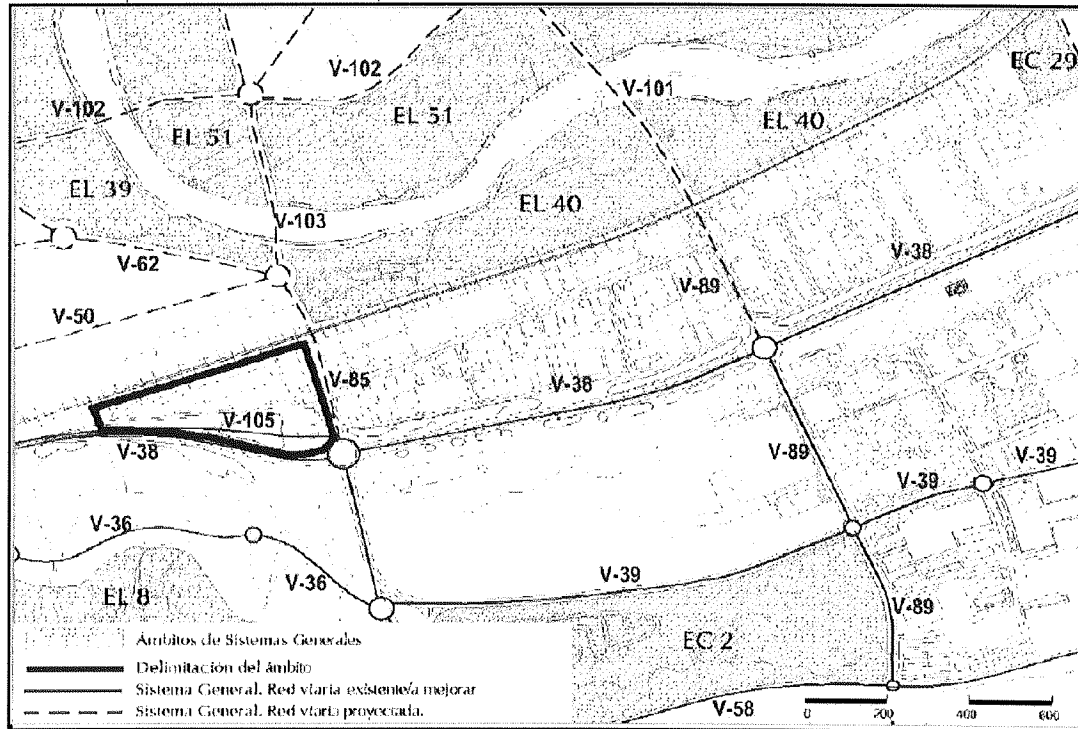 V-102
EC 29
V-101
V-102
EL 51
EL 51
EL 40
EL 39
EL 40
V-103
V-62
V-38
V-89
V-50
V-85
V-38
V-105
V-38
V-89
V-39
V-39
V-36
V-36
V-39
EL 8
V-89
EC 2
Ámbitos de Sistemas Generales
Delimitación del ámbito
Sistema General. Red viaria existente/a mejorar
Sistema General. Red viaria proyectada.
V-58
0 200 400 600